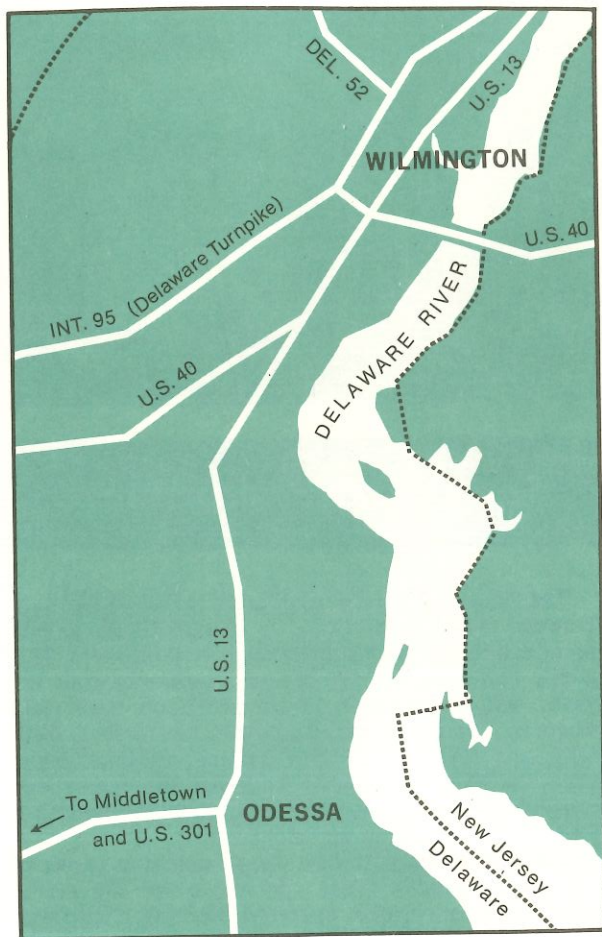 DEL. 52
U.S. 13
WILMINGTON
U.S. 40
INT. 95 (Delaware Turnpike)
DELAWARE RIVER
U.S. 40
U.S. 13
To Middletown
and U.S. 301
ODESSA
New Jersey
Delaware